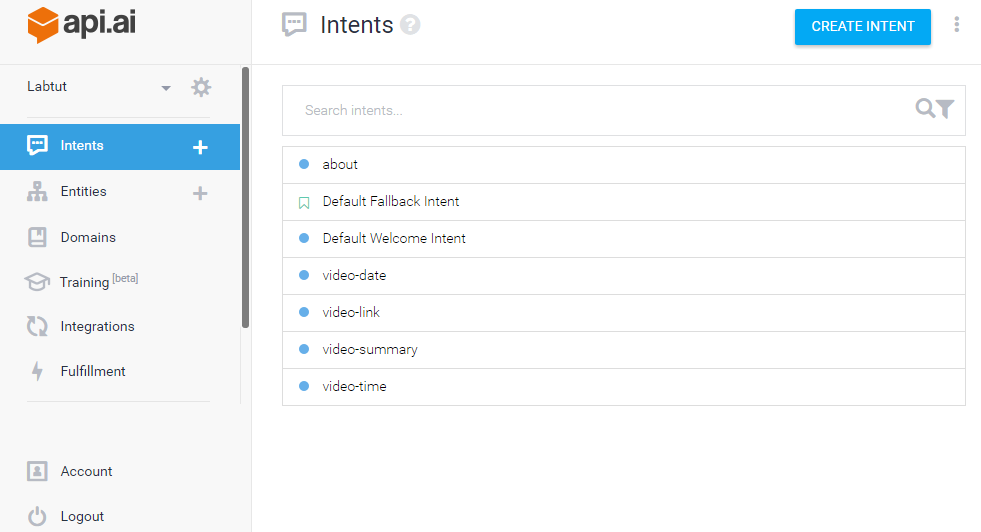 api.ai
Labtut
Intents
Entities
Domains
Training [beta]
Integrations
Fulfillment
Account
Logout
Intents ?
CREATE INTENT
Search intents...
about
Default Fallback Intent
Default Welcome Intent
video-date
video-link
video-summary
video-time